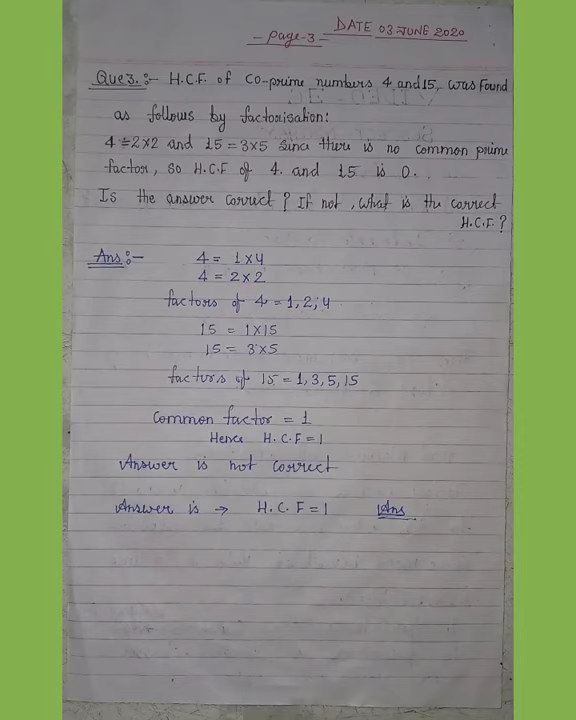 DATE 03 JUNE 2020
- Page-3 -
Que 3. :- H.C.F. of Co-prime numbers 4 and 15, was found
as follows by factorisation:
4 = 2×2 and 15 = 3×5 since there is no common prime
factor, so H.C.F of 4 and 15 is 0.
Is the answer correct? If not, what is the correct
H.C.F.?
Ans :-
4 = 1×4
4 = 2×2
factors of 4 = 1, 2, 4
15 = 1×15
15 = 3×5
factors of 15 = 1, 3, 5, 15
Common factor = 1
Hence H.C.F = 1
Answer is not correct
Answer is → H.C.F = 1 Ans